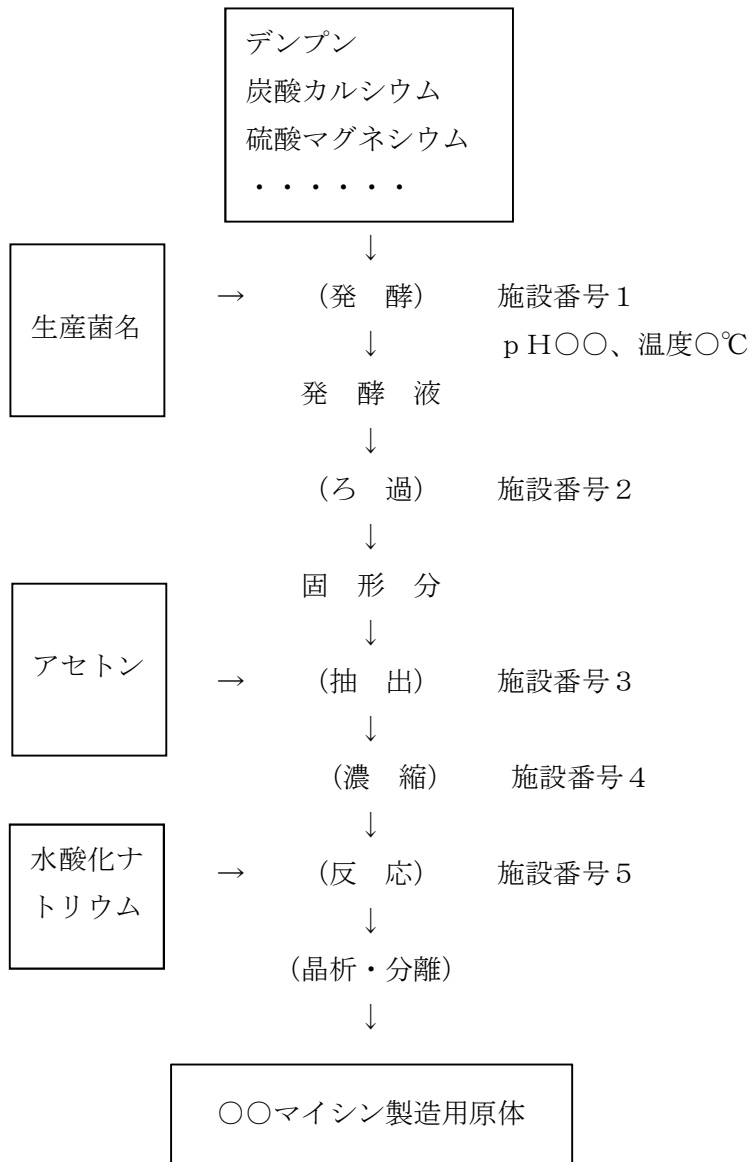 デンプン
炭酸カルシウム
硫酸マグネシウム
・・・・・・
↓
生産菌名
→ (発 酵) 施設番号1
↓ pH○○、温度○℃
発 酵 液
↓
(ろ 過) 施設番号2
↓
固 形 分
↓
アセトン
→ (抽 出) 施設番号3
↓
(濃 縮) 施設番号4
↓
水酸化ナ
トリウム
→ (反 応) 施設番号5
↓
(晶析・分離)
↓
○○マイシン製造用原体